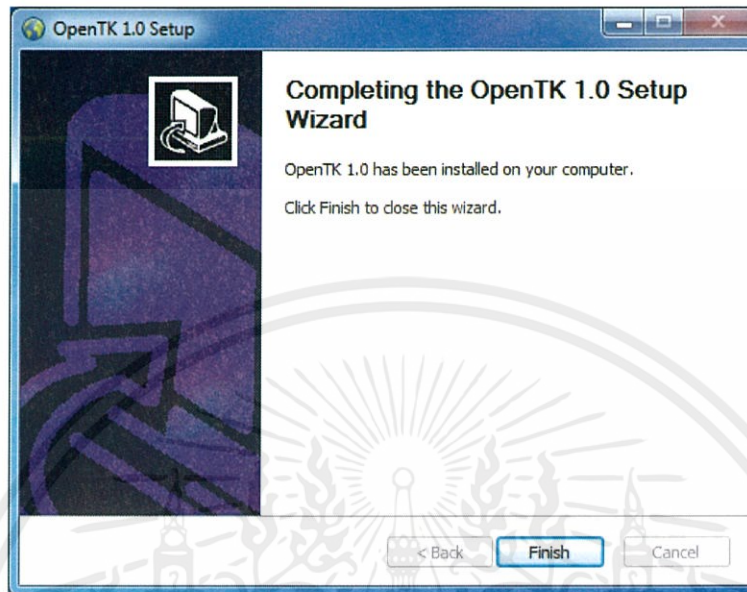 OpenTK 1.0 Setup
Completing the OpenTK 1.0 Setup
Wizard
OpenTK 1.0 has been installed on your computer.
Click Finish to close this wizard.
< Back
Finish
Cancel